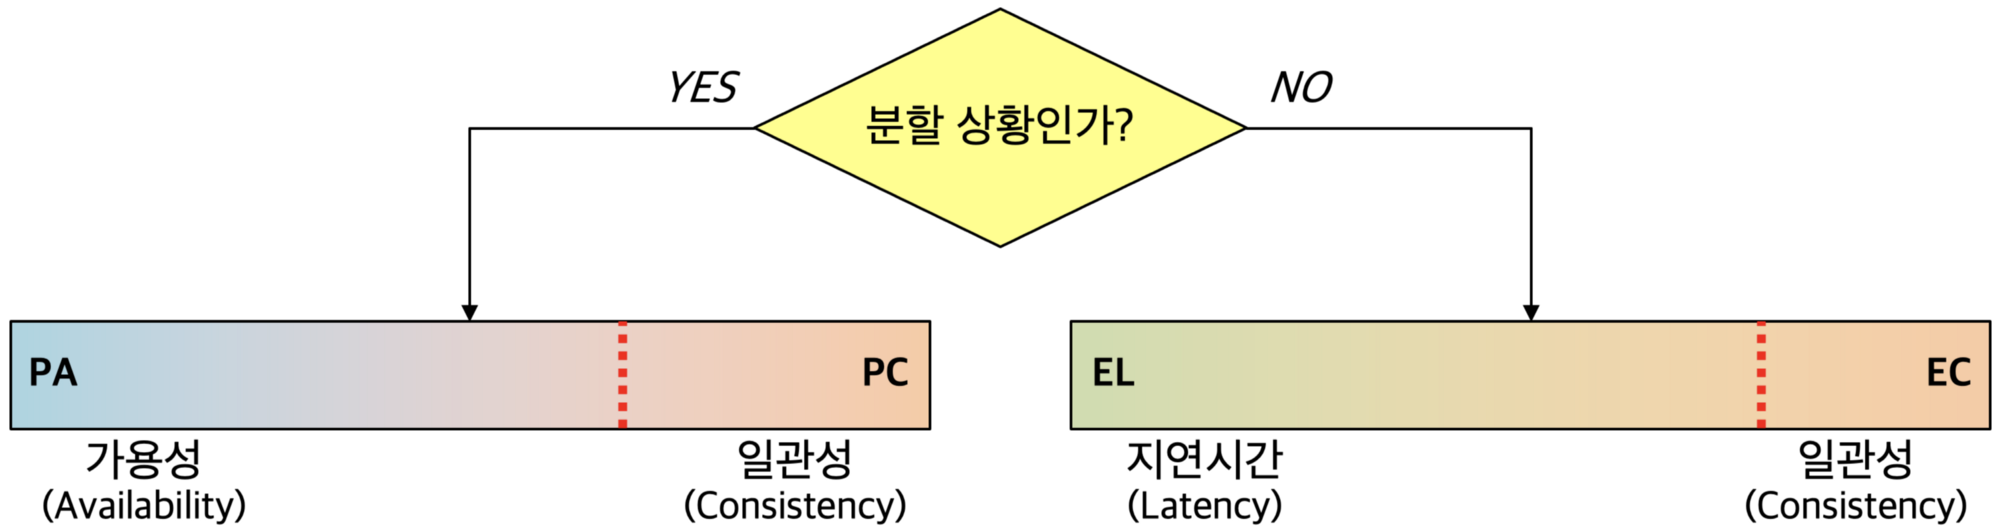 YES
분할 상황인가?
NO
PA
PC
EL
EC
가용성
(Availability)
일관성
(Consistency)
지연시간
(Latency)
일관성
(Consistency)